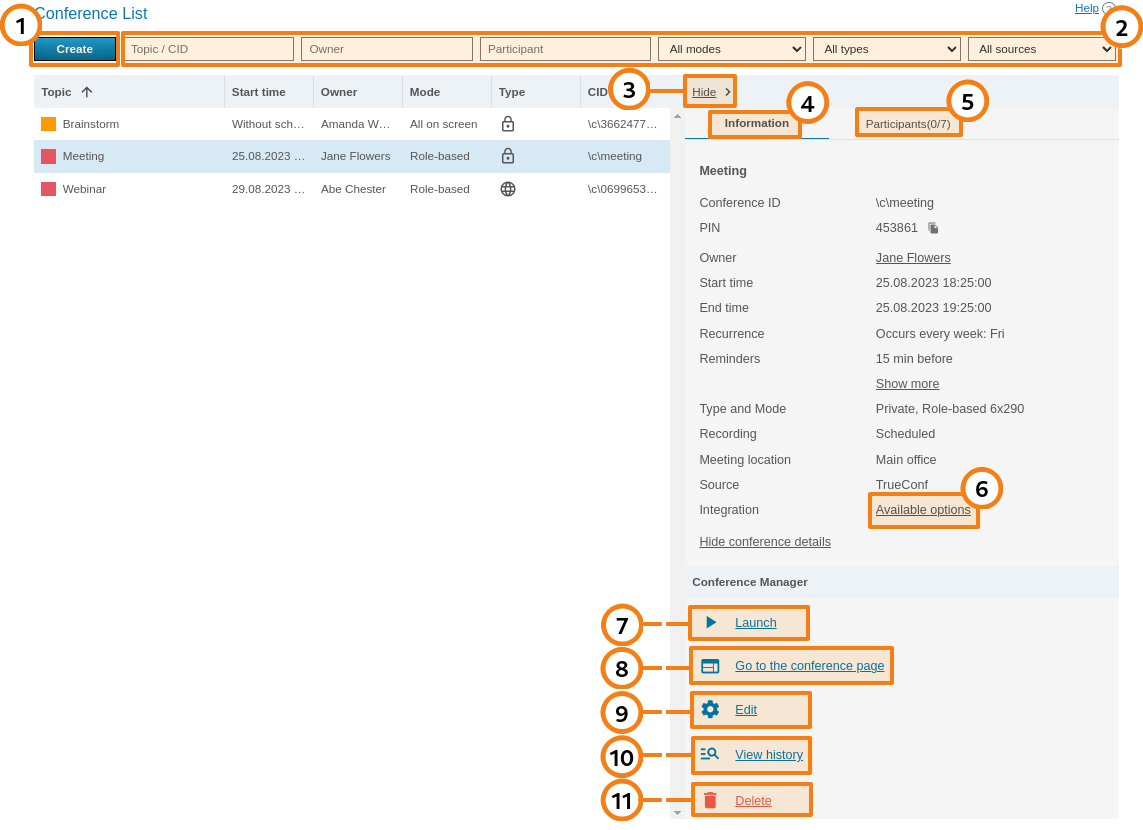 Conference List
Help ?
1
2
Create
Topic / CID
Owner
Participant
All modes
All types
All sources
Topic Start time Owner Mode Type CID
3
Hide
4
5
Brainstorm Without sch… Amanda W… All on screen \c\3662477…
Meeting 25.08.2023 … Jane Flowers Role-based \c\meeting
Webinar 29.08.2023 … Abe Chester Role-based \c\0699653…
Information
Participants(0/7)
Meeting
Conference ID \c\meeting
PIN 453861
Owner Jane Flowers
Start time 25.08.2023 18:25:00
End time 25.08.2023 19:25:00
Recurrence Occurs every week: Fri
Reminders 15 min before
Show more
Type and Mode Private, Role-based 6x290
Recording Scheduled
Meeting location Main office
Source TrueConf
6
Integration Available options
Hide conference details
Conference Manager
7 Launch
8 Go to the conference page
9 Edit
10 View history
11 Delete